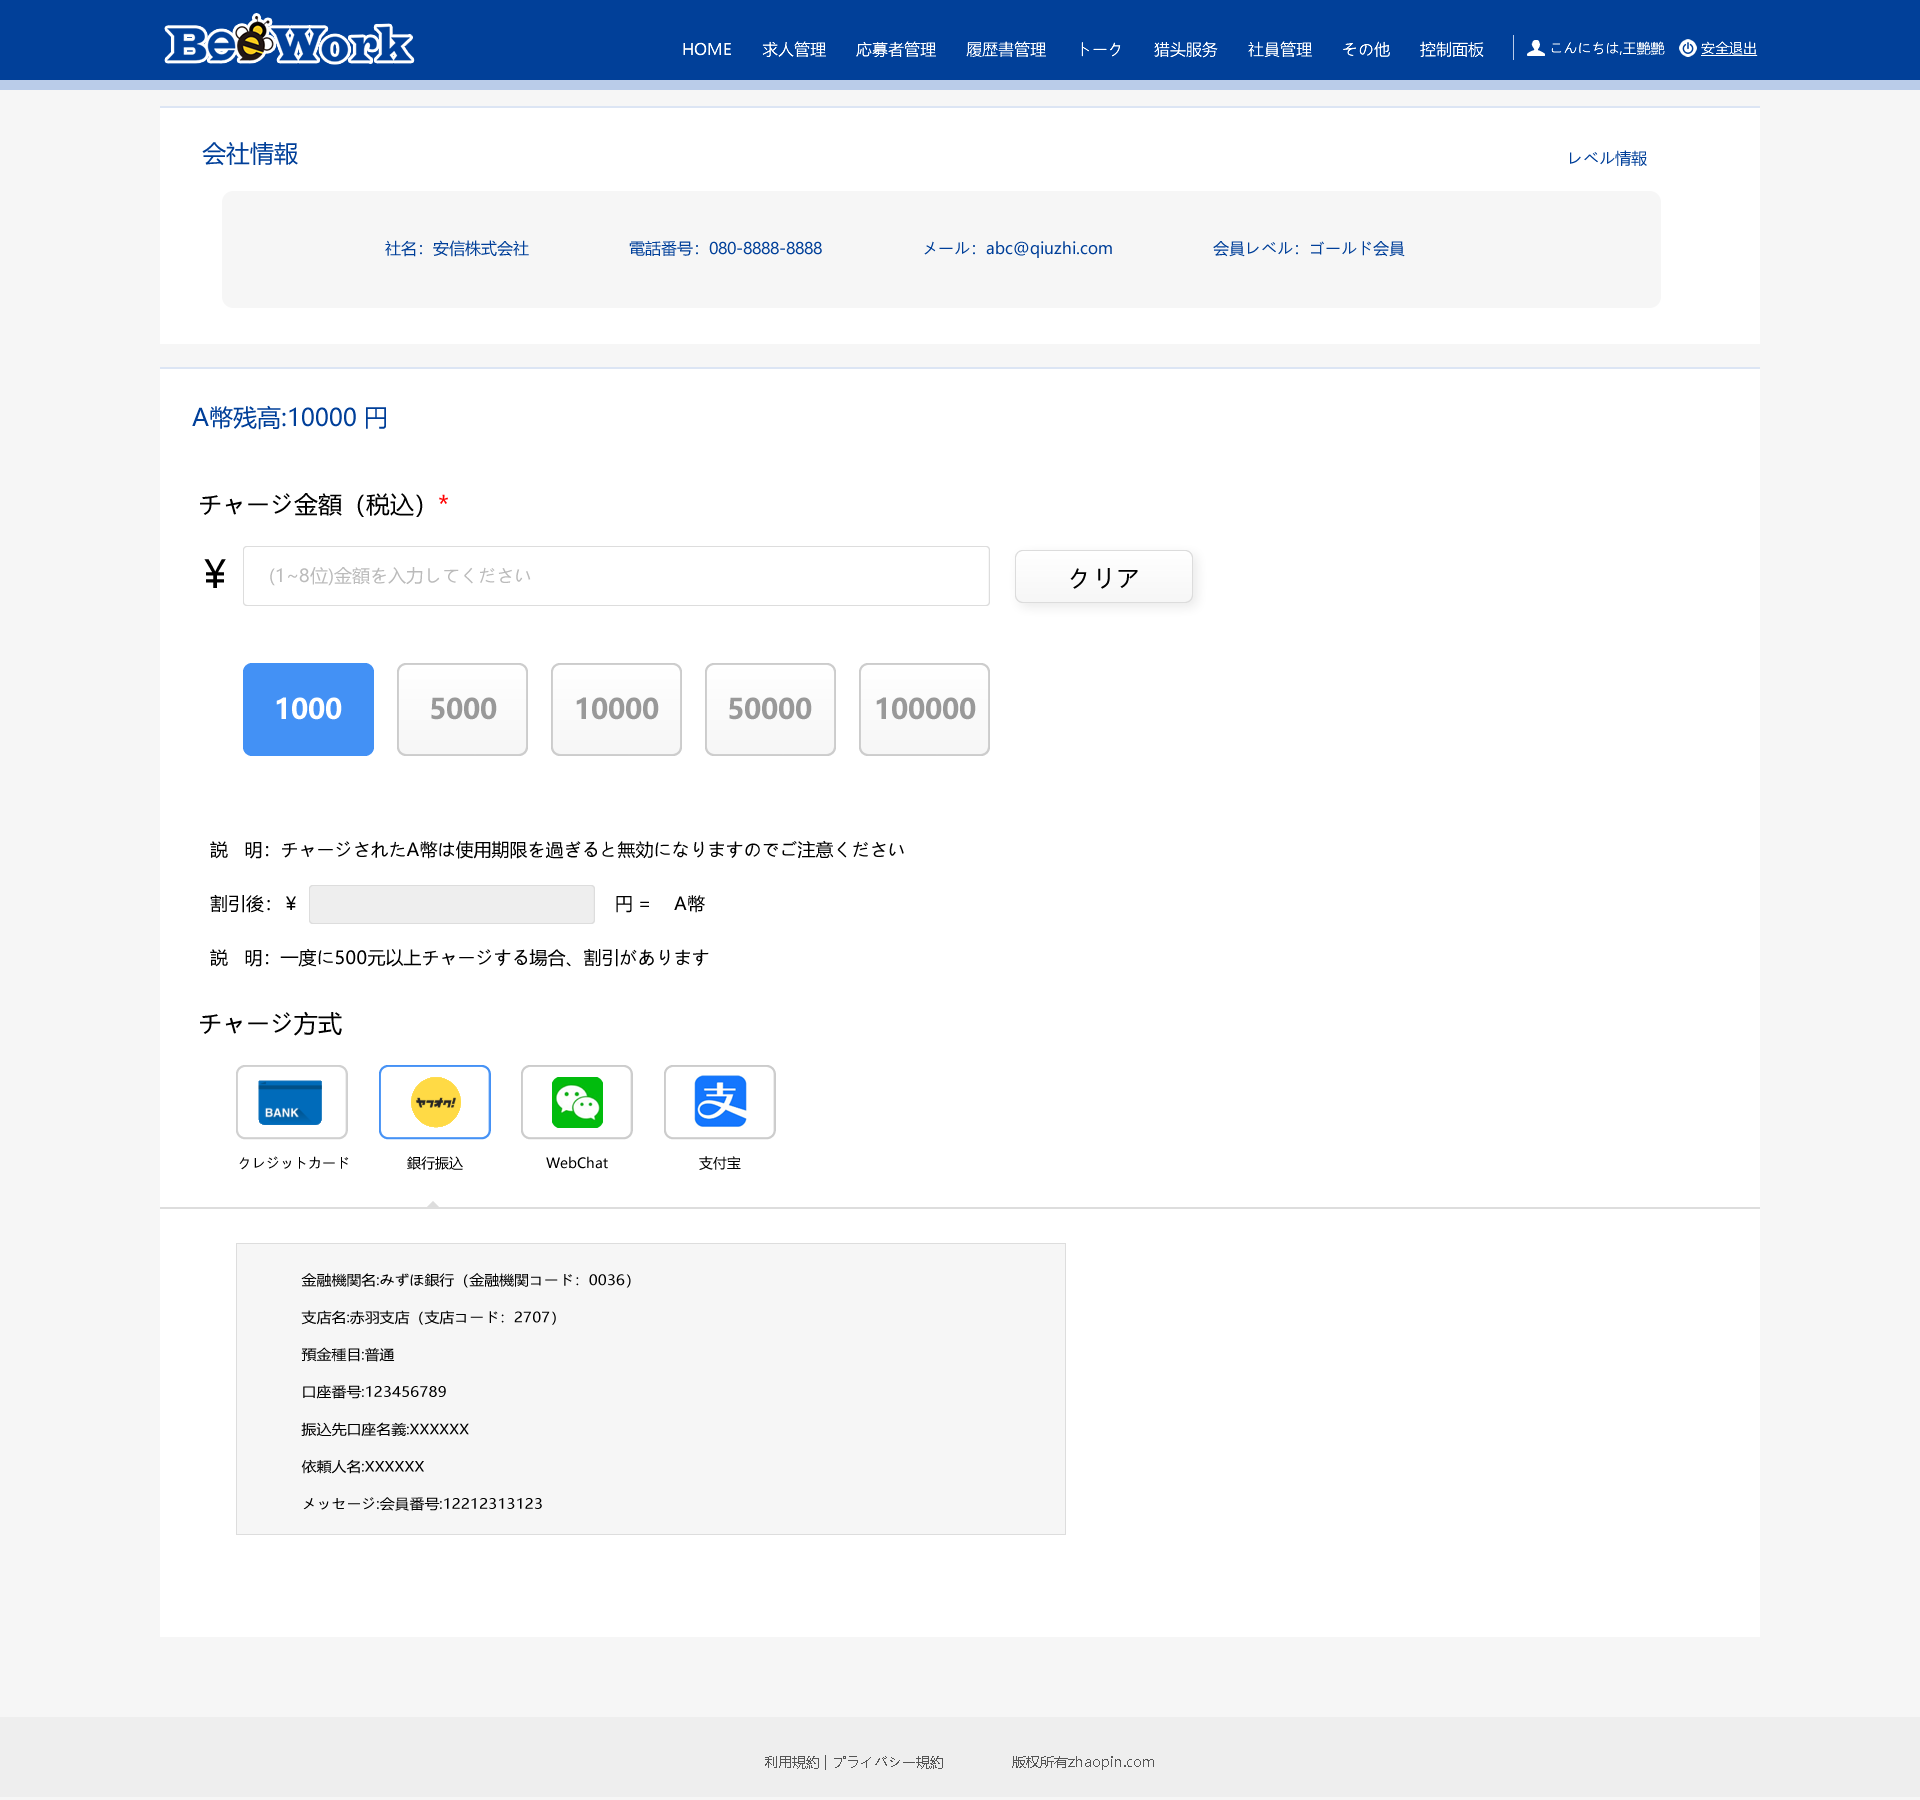 BeeWork
HOME 求人管理 応募者管理 履歴書管理 トーク 猎头服务 社員管理 その他 控制面板 こんにちは,王艷艷 安全退出
会社情報
レベル情報
社名：安信株式会社 電話番号：080-8888-8888 メール：abc@qiuzhi.com 会員レベル：ゴールド会員
A幣残高:10000 円
チャージ金額（税込）*
¥ (1~8位)金額を入力してください クリア
1000 5000 10000 50000 100000
説 明：チャージされたA幣は使用期限を過ぎると無効になりますのでご注意ください
割引後：¥ 円 = A幣
説 明：一度に500元以上チャージする場合、割引があります
チャージ方式
BANK ヤフオク! 支
クレジットカード 銀行振込 WebChat 支付宝
金融機関名:みずほ銀行（金融機関コード：0036）
支店名:赤羽支店（支店コード：2707）
預金種目:普通
口座番号:123456789
振込先口座名義:XXXXXX
依頼人名:XXXXXX
メッセージ:会員番号:12212313123
利用規約 | プライバシー規約 版权所有zhaopin.com